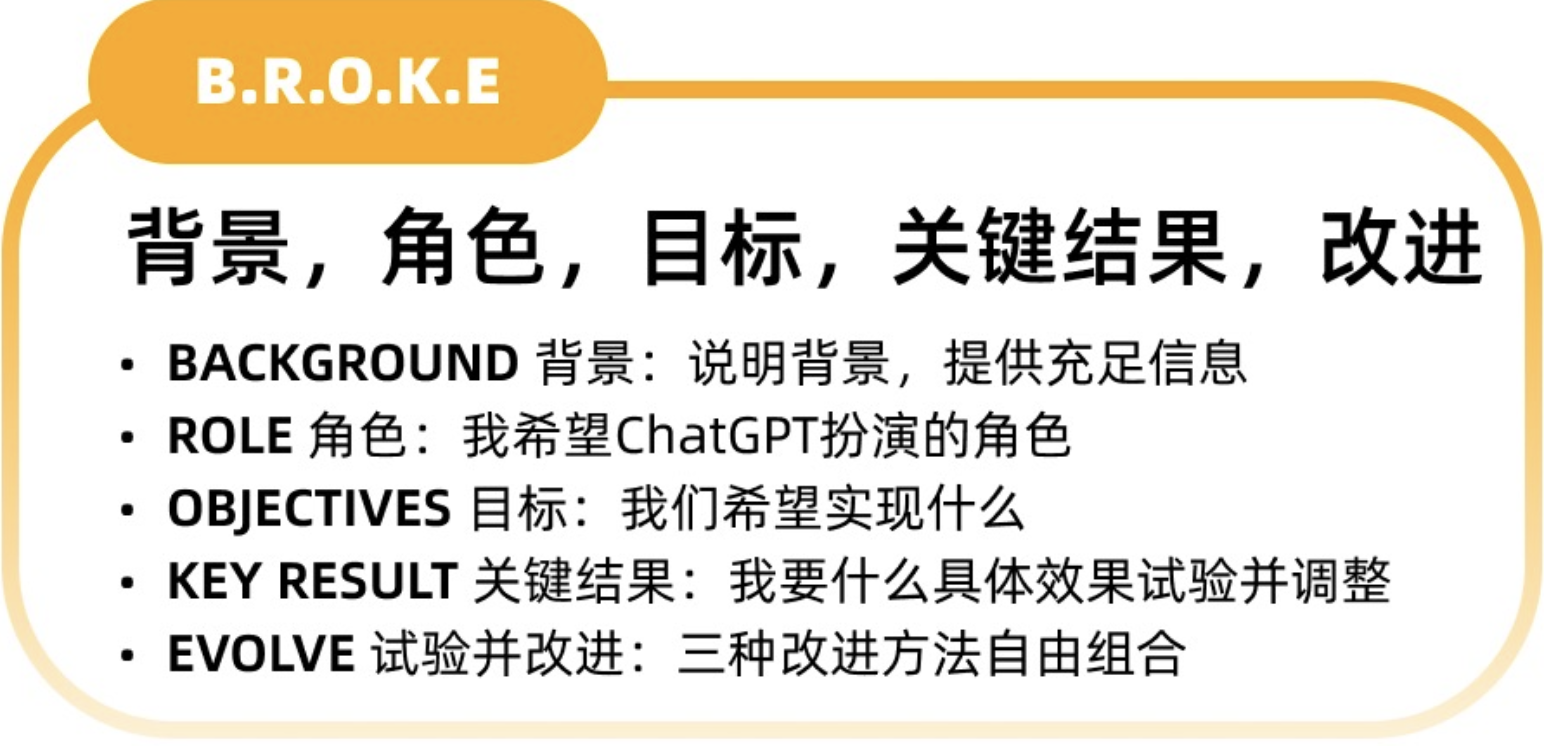 B.R.O.K.E
背景，角色，目标，关键结果，改进
• BACKGROUND 背景：说明背景，提供充足信息
• ROLE 角色：我希望ChatGPT扮演的角色
• OBJECTIVES 目标：我们希望实现什么
• KEY RESULT 关键结果：我要什么具体效果试验并调整
• EVOLVE 试验并改进：三种改进方法自由组合